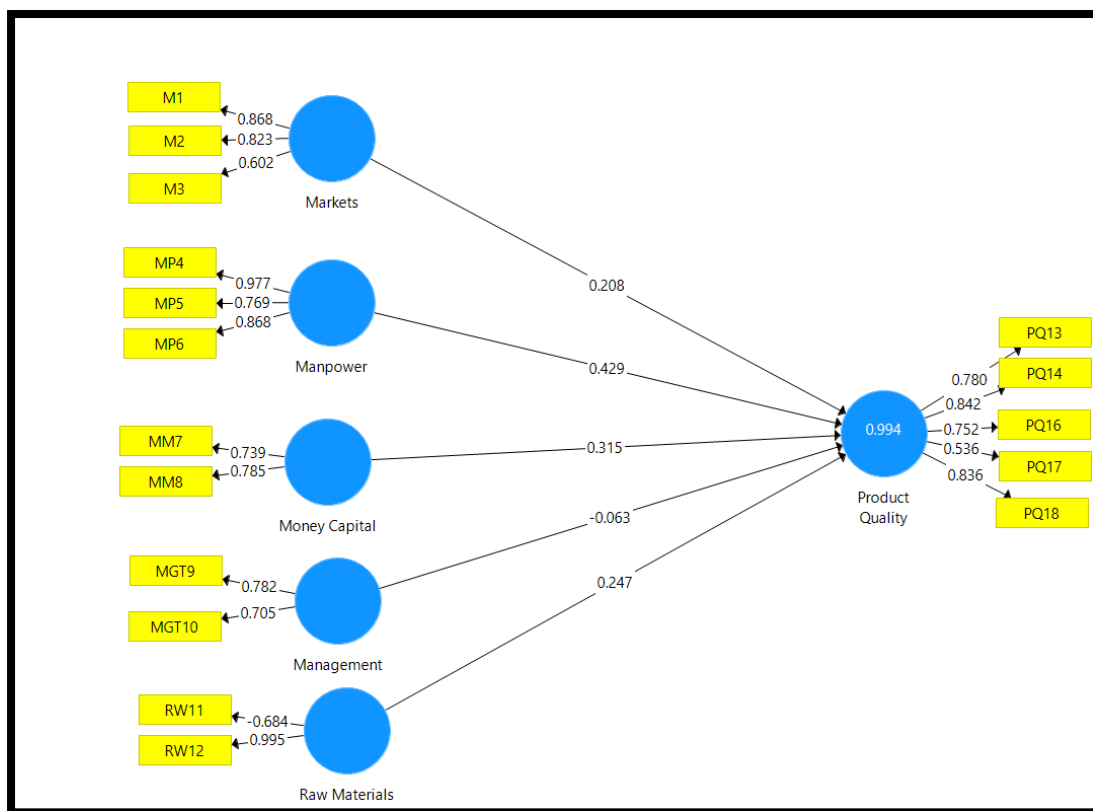 M1
0.868
M2
0.823
0.602
M3
Markets
MP4
0.977
MP5
0.769
0.868
MP6
Manpower
MM7
0.739
MM8
0.785
Money Capital
MGT9
0.782
MGT10
0.705
Management
RW11
-0.684
RW12
0.995
Raw Materials
0.208
0.429
0.315
-0.063
0.247
0.994
Product
Quality
PQ13
0.780
PQ14
0.842
PQ16
0.752
0.536
PQ17
0.836
PQ18